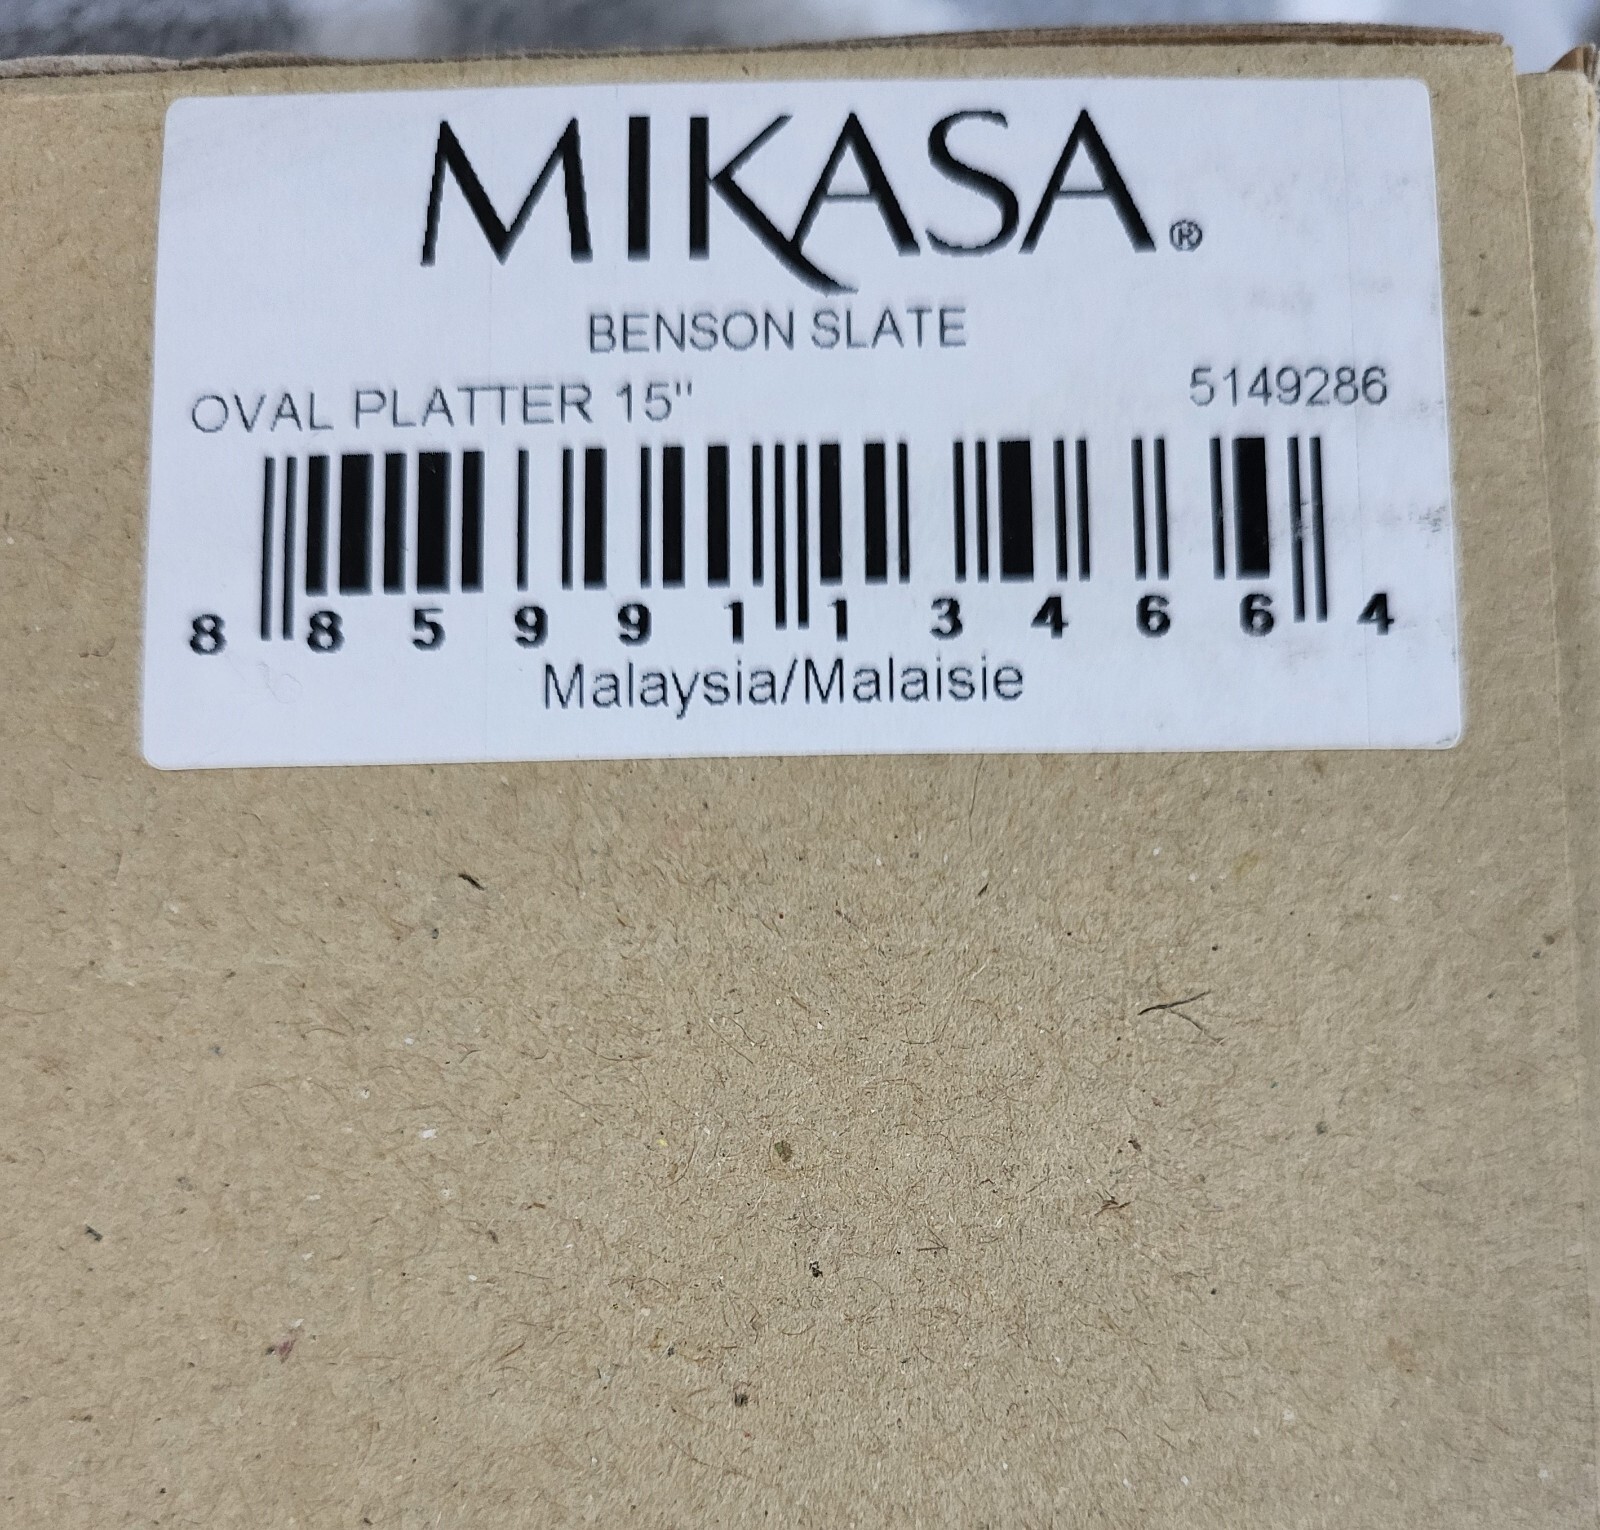 MIKASA®
BENSON SLATE
OVAL PLATTER 15" 5149286
8 85991 13466 4
Malaysia/Malaisie